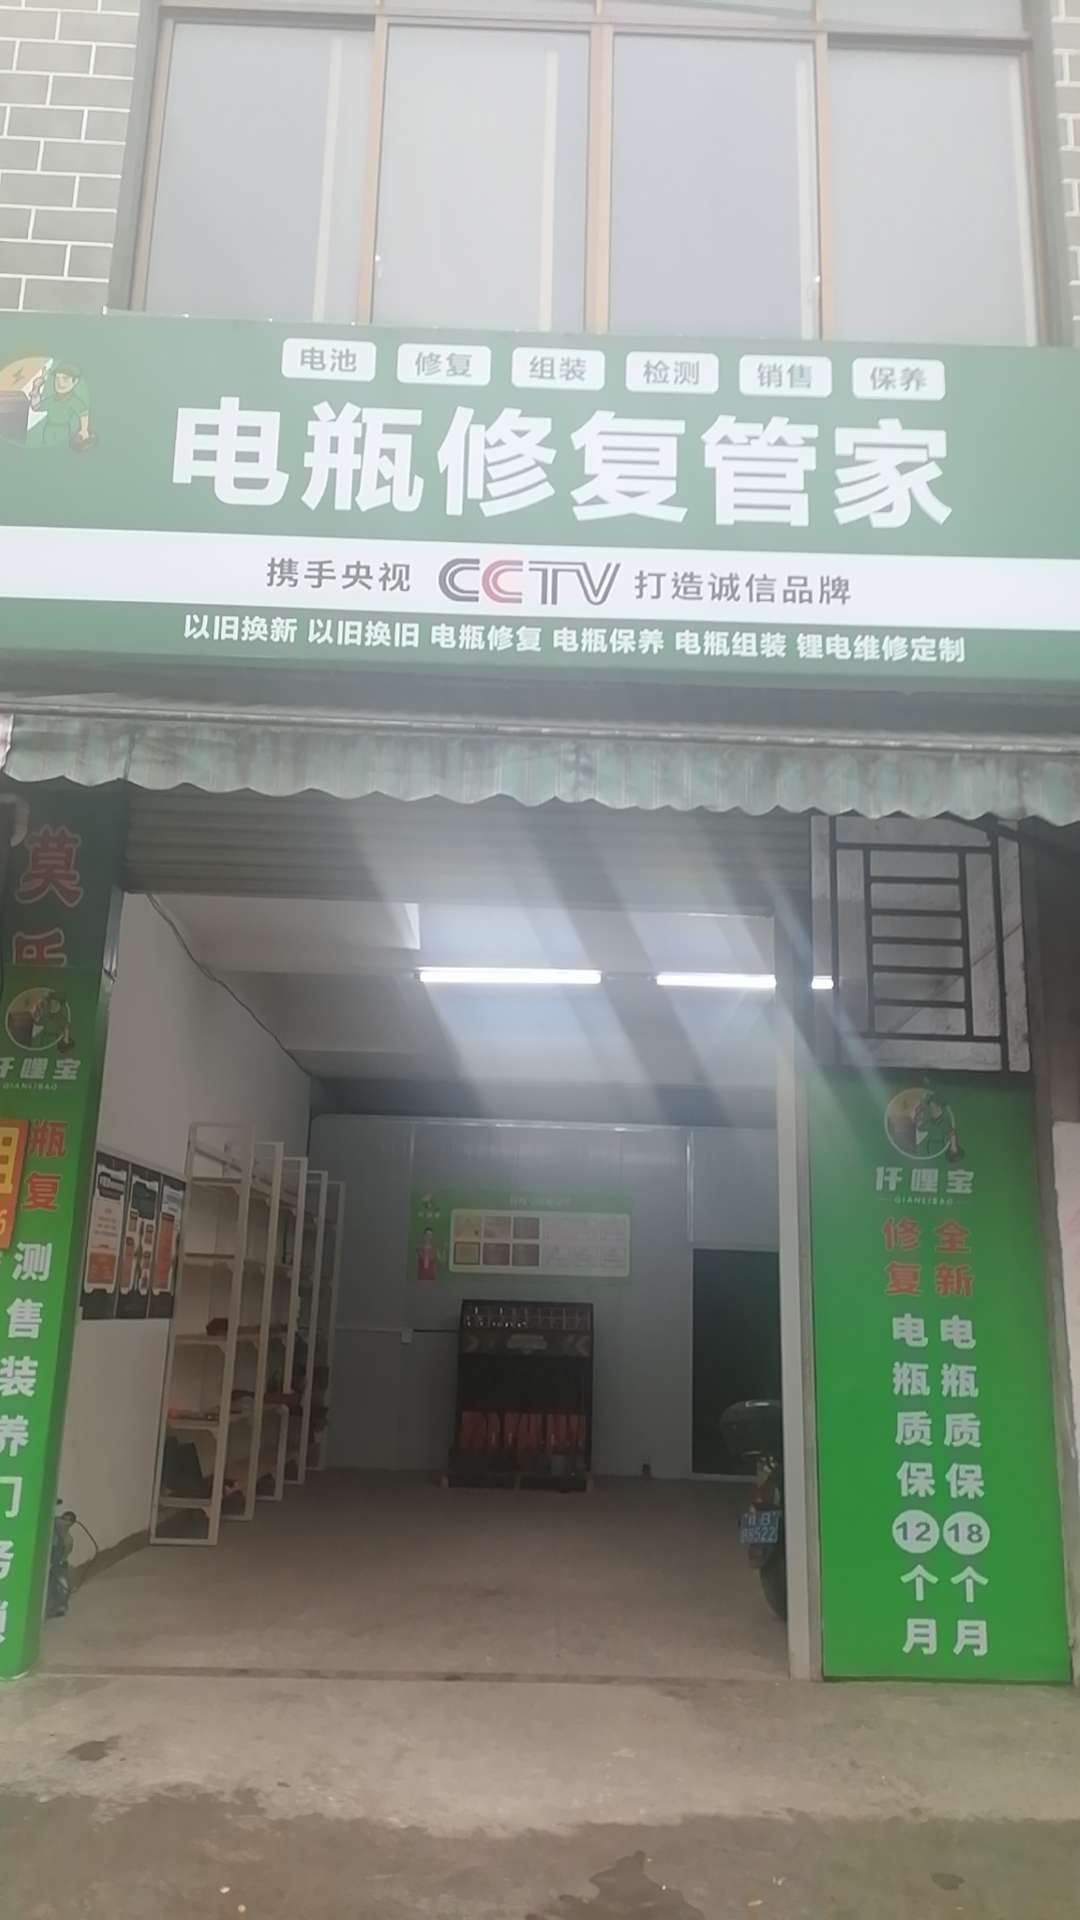 电池 修复 组装 检测 销售 保养
电瓶修复管家
携手央视 CCTV 打造诚信品牌
以旧换新 以旧换旧 电瓶修复 电瓶保养 电瓶组装 锂电维修定制
莫氏
仟哩宝
QIANLIBAO
瓶复
测售装养门务
仟哩宝
QIANLIBAO
全新电瓶质保18个月
修复电瓶质保12个月